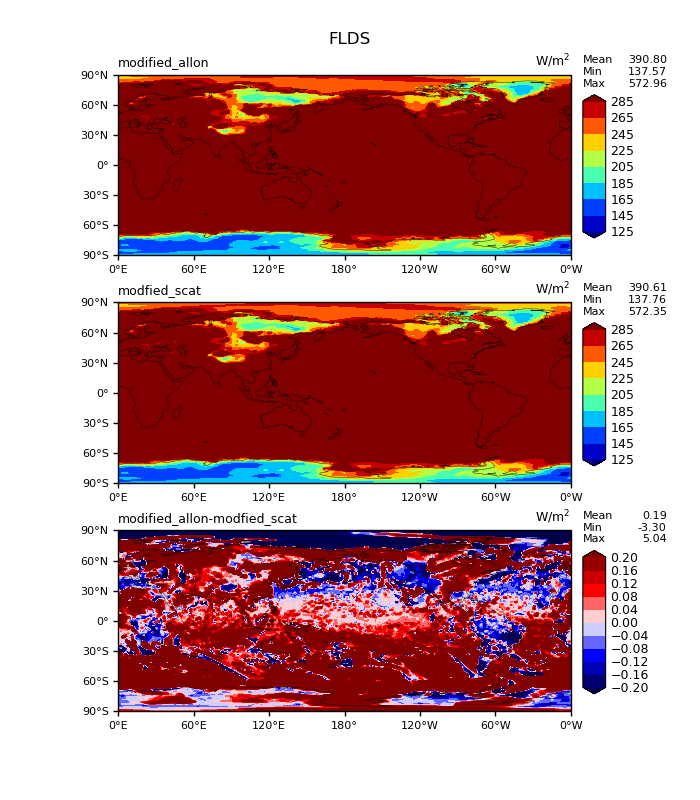 FLDS
modified_allon W/m²
Mean 390.80
Min 137.57
Max 572.96
90°N
60°N
30°N
0°
30°S
60°S
90°S
0°E 60°E 120°E 180° 120°W 60°W 0°W
285
265
245
225
205
185
165
145
125
modfied_scat W/m²
Mean 390.61
Min 137.76
Max 572.35
90°N
60°N
30°N
0°
30°S
60°S
90°S
0°E 60°E 120°E 180° 120°W 60°W 0°W
285
265
245
225
205
185
165
145
125
modified_allon-modfied_scat W/m²
Mean 0.19
Min -3.30
Max 5.04
90°N
60°N
30°N
0°
30°S
60°S
90°S
0°E 60°E 120°E 180° 120°W 60°W 0°W
0.20
0.16
0.12
0.08
0.04
0.00
−0.04
−0.08
−0.12
−0.16
−0.20